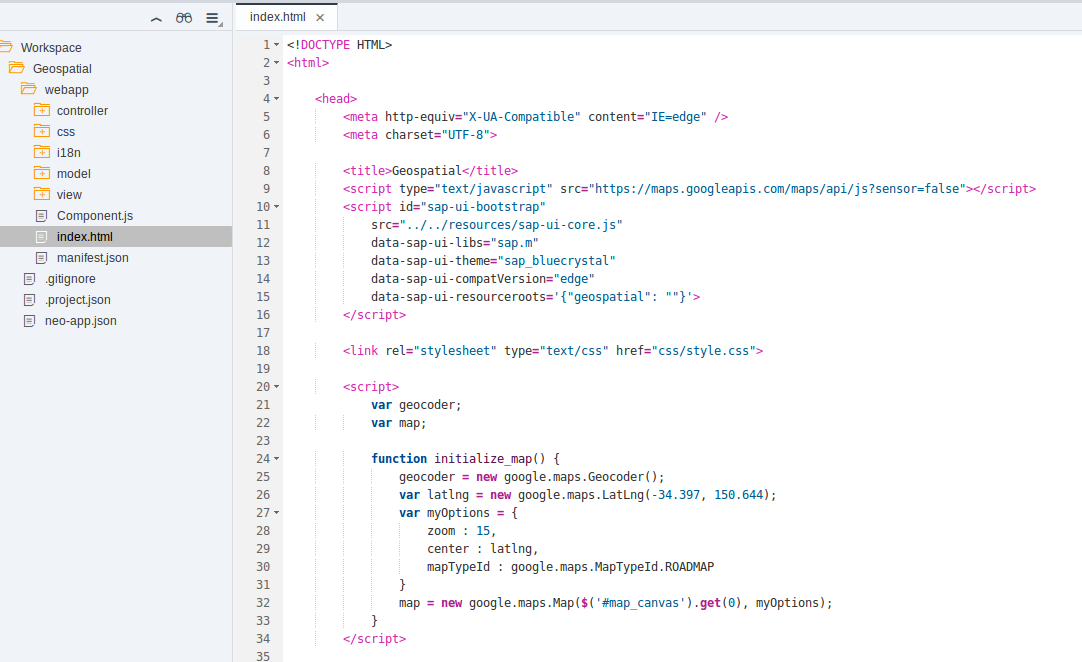 index.html ×
Workspace
Geospatial
webapp
controller
css
i18n
model
view
Component.js
index.html
manifest.json
.gitignore
.project.json
neo-app.json
1 <!DOCTYPE HTML>
2 <html>
3
4     <head>
5         <meta http-equiv="X-UA-Compatible" content="IE=edge" />
6         <meta charset="UTF-8">
7
8         <title>Geospatial</title>
9         <script type="text/javascript" src="https://maps.googleapis.com/maps/api/js?sensor=false"></script>
10         <script id="sap-ui-bootstrap"
11             src="../../resources/sap-ui-core.js"
12             data-sap-ui-libs="sap.m"
13             data-sap-ui-theme="sap_bluecrystal"
14             data-sap-ui-compatVersion="edge"
15             data-sap-ui-resourceroots='{"geospatial": ""}'>
16         </script>
17
18         <link rel="stylesheet" type="text/css" href="css/style.css">
19
20         <script>
21             var geocoder;
22             var map;
23
24             function initialize_map() {
25                 geocoder = new google.maps.Geocoder();
26                 var latlng = new google.maps.LatLng(-34.397, 150.644);
27                 var myOptions = {
28                     zoom : 15,
29                     center : latlng,
30                     mapTypeId : google.maps.MapTypeId.ROADMAP
31                 }
32                 map = new google.maps.Map($('#map_canvas').get(0), myOptions);
33             }
34         </script>
35